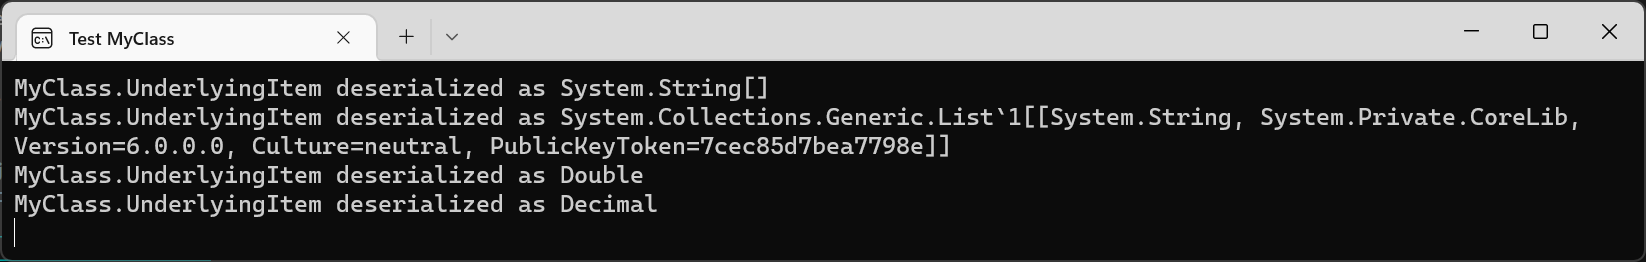 Test MyClass
MyClass.UnderlyingItem deserialized as System.String[]
MyClass.UnderlyingItem deserialized as System.Collections.Generic.List`1[[System.String, System.Private.CoreLib,
Version=6.0.0.0, Culture=neutral, PublicKeyToken=7cec85d7bea7798e]]
MyClass.UnderlyingItem deserialized as Double
MyClass.UnderlyingItem deserialized as Decimal